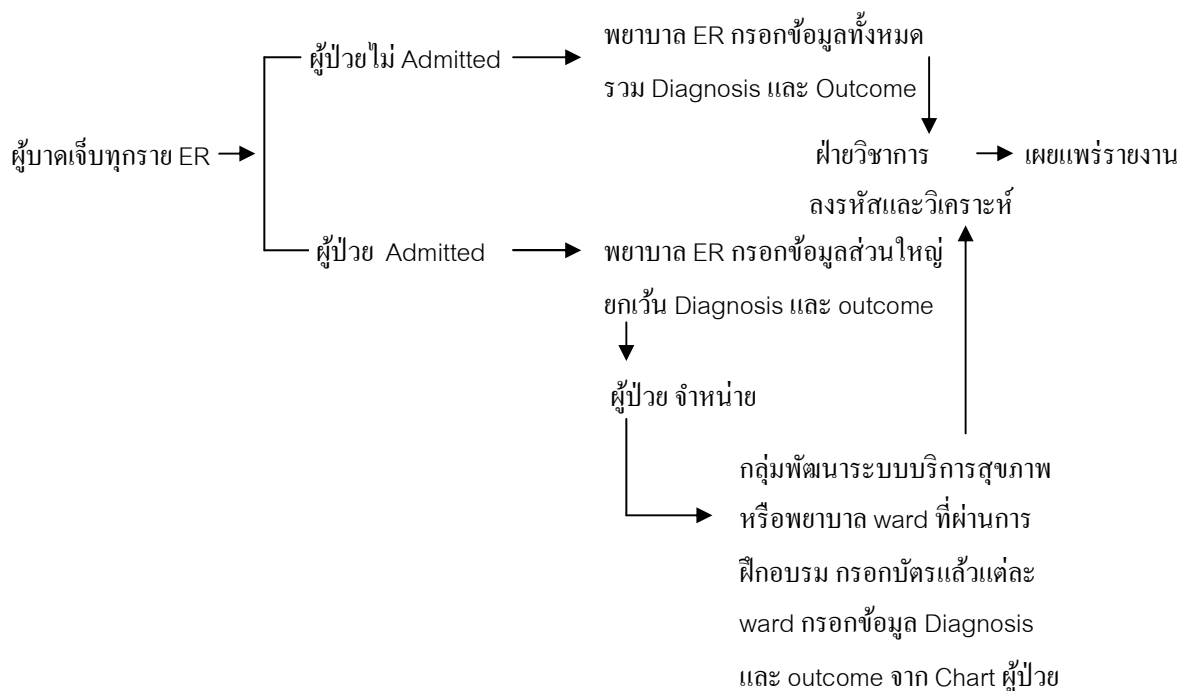 พยาบาล ER กรอกข้อมูลทั้งหมด
ผู้ป่วยไม่ Admitted
รวม Diagnosis และ Outcome
ผู้บาดเจ็บทุกราย ER
ฝ่ายวิชาการ
เผยแพร่รายงาน
ลงรหัสและวิเคราะห์
ผู้ป่วย Admitted
พยาบาล ER กรอกข้อมูลส่วนใหญ่
ยกเว้น Diagnosis และ outcome
ผู้ป่วย จำหน่าย
กลุ่มพัฒนาระบบบริการสุขภาพ
หรือพยาบาล ward ที่ผ่านการ
ฝึกอบรม กรอกบัตรแล้วแต่ละ
ward กรอกข้อมูล Diagnosis
และ outcome จาก Chart ผู้ป่วย